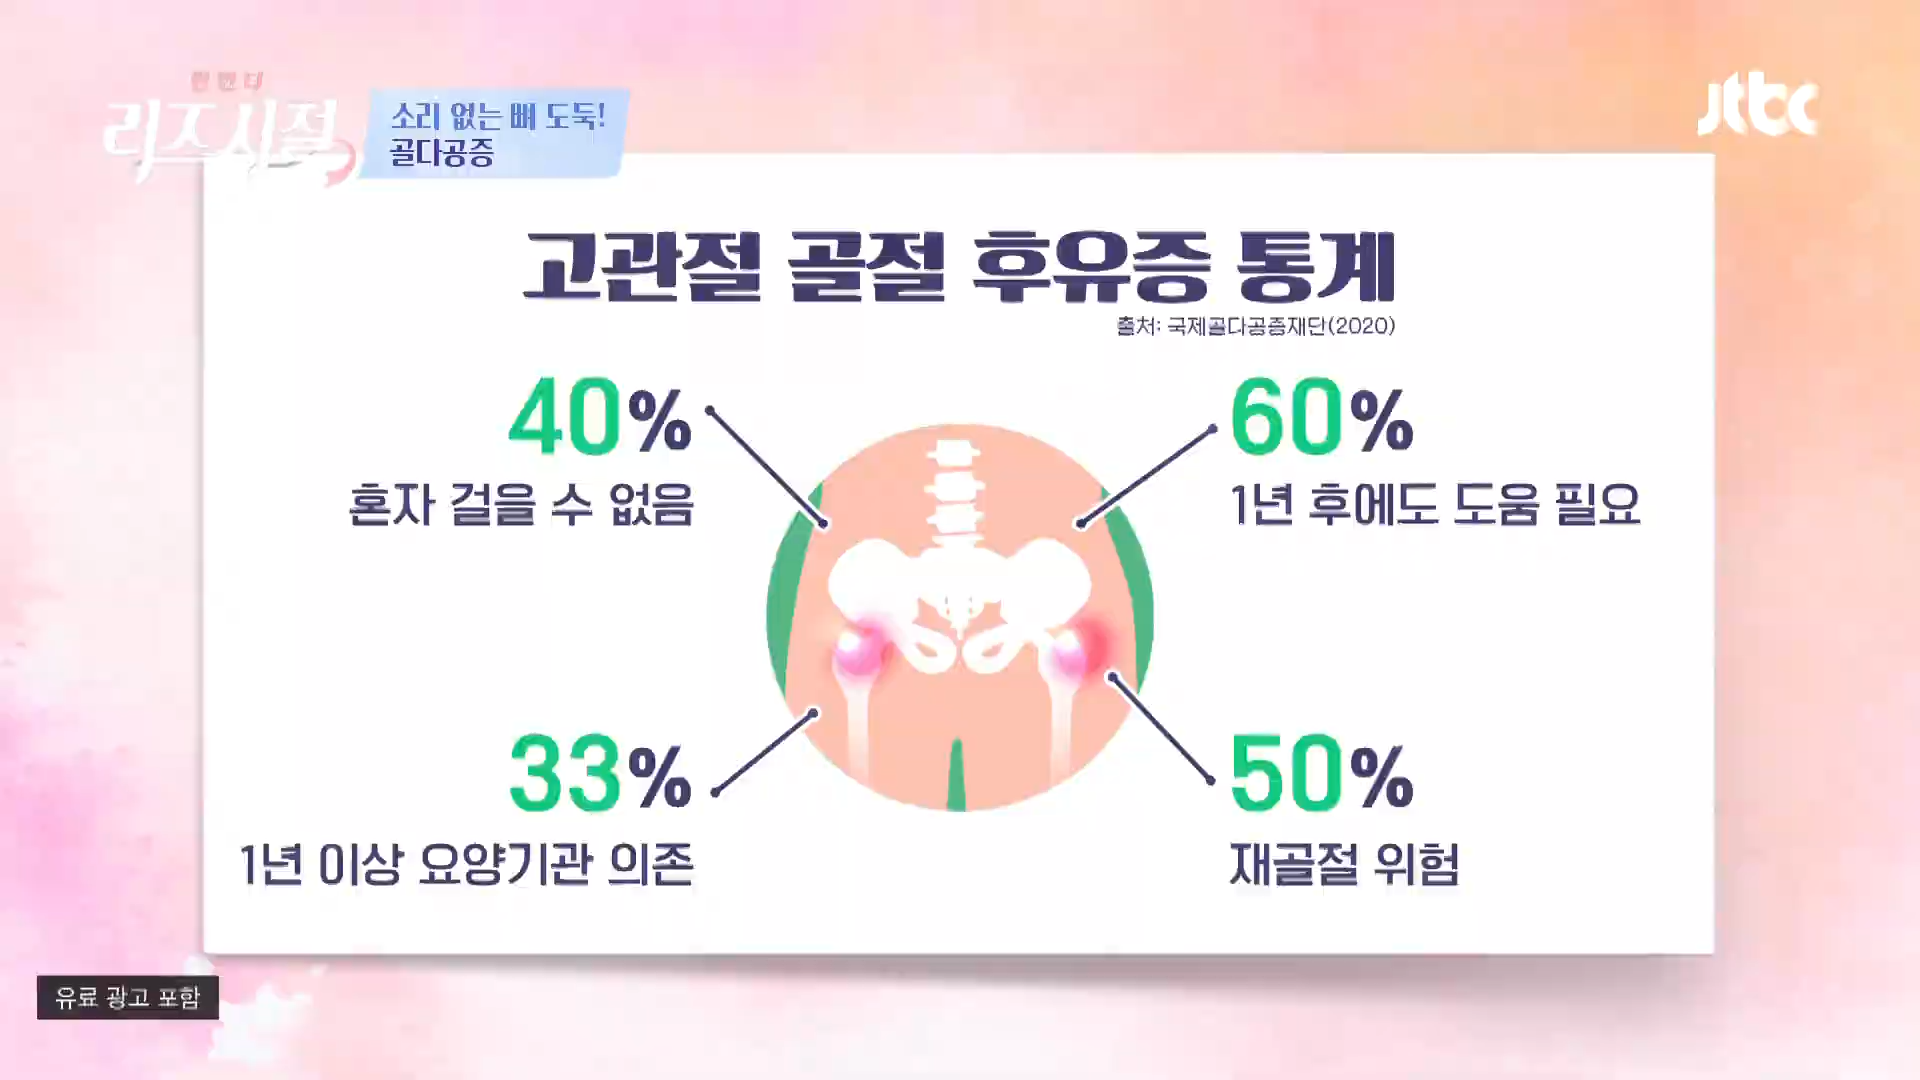 리즈시절
소리 없는 뼈 도둑!
골다공증
jtbc
고관절 골절 후유증 통계
출처: 국제골다공증재단(2020)
40%
혼자 걸을 수 없음
60%
1년 후에도 도움 필요
33%
1년 이상 요양기관 의존
50%
재골절 위험
유료 광고 포함